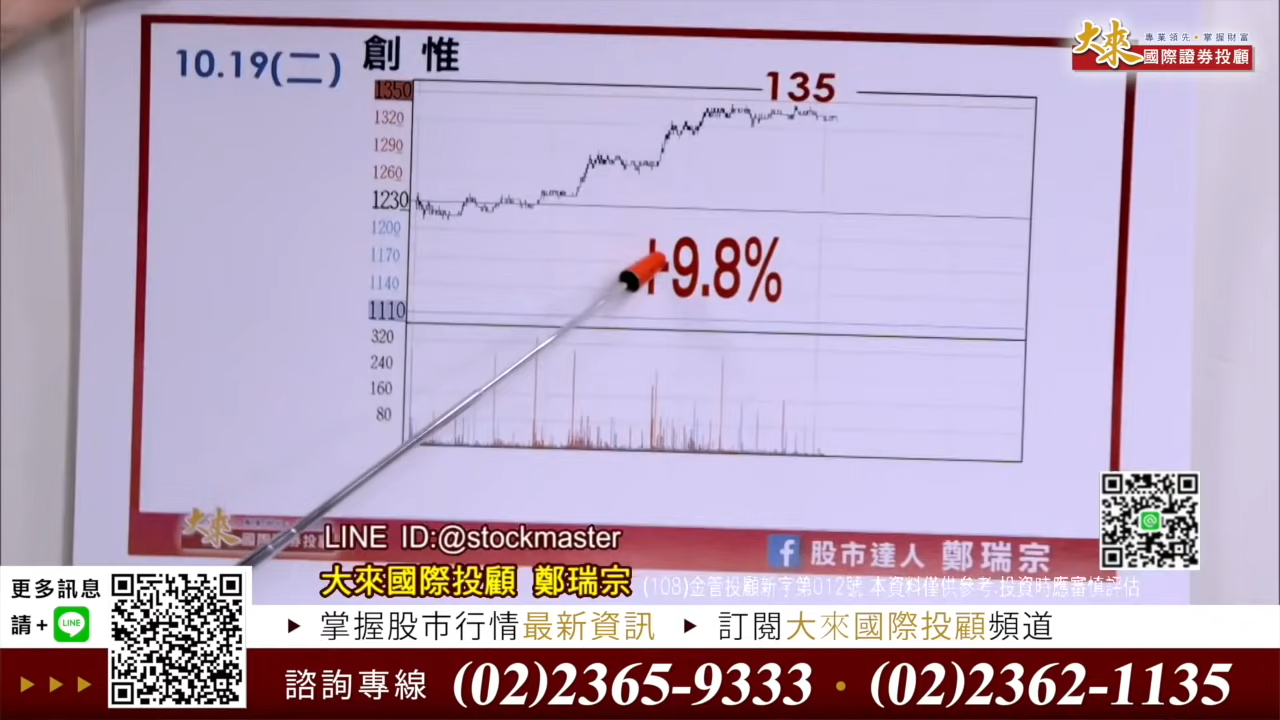 大來 專業領先•掌握財富
國際證券投顧
10.19(二)
創惟
135
1350
1320
1290
1260
1230
1200
1170
1140
1110
+9.8%
320
240
160
80
大來
LINE ID:@stockmaster
f 股市達人 鄭瑞宗
大來國際投顧 鄭瑞宗 (108)金管投顧新字第012號 本資料僅供參考.投資時應審慎評估
更多訊息
請+ LINE
▶ 掌握股市行情最新資訊 ▶ 訂閱大來國際投顧頻道
諮詢專線 (02)2365-9333 • (02)2362-1135